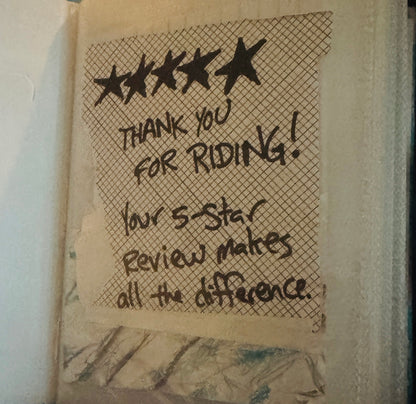 THANK YOU
FOR RIDING!
Your 5-Star
Review makes
all the difference.